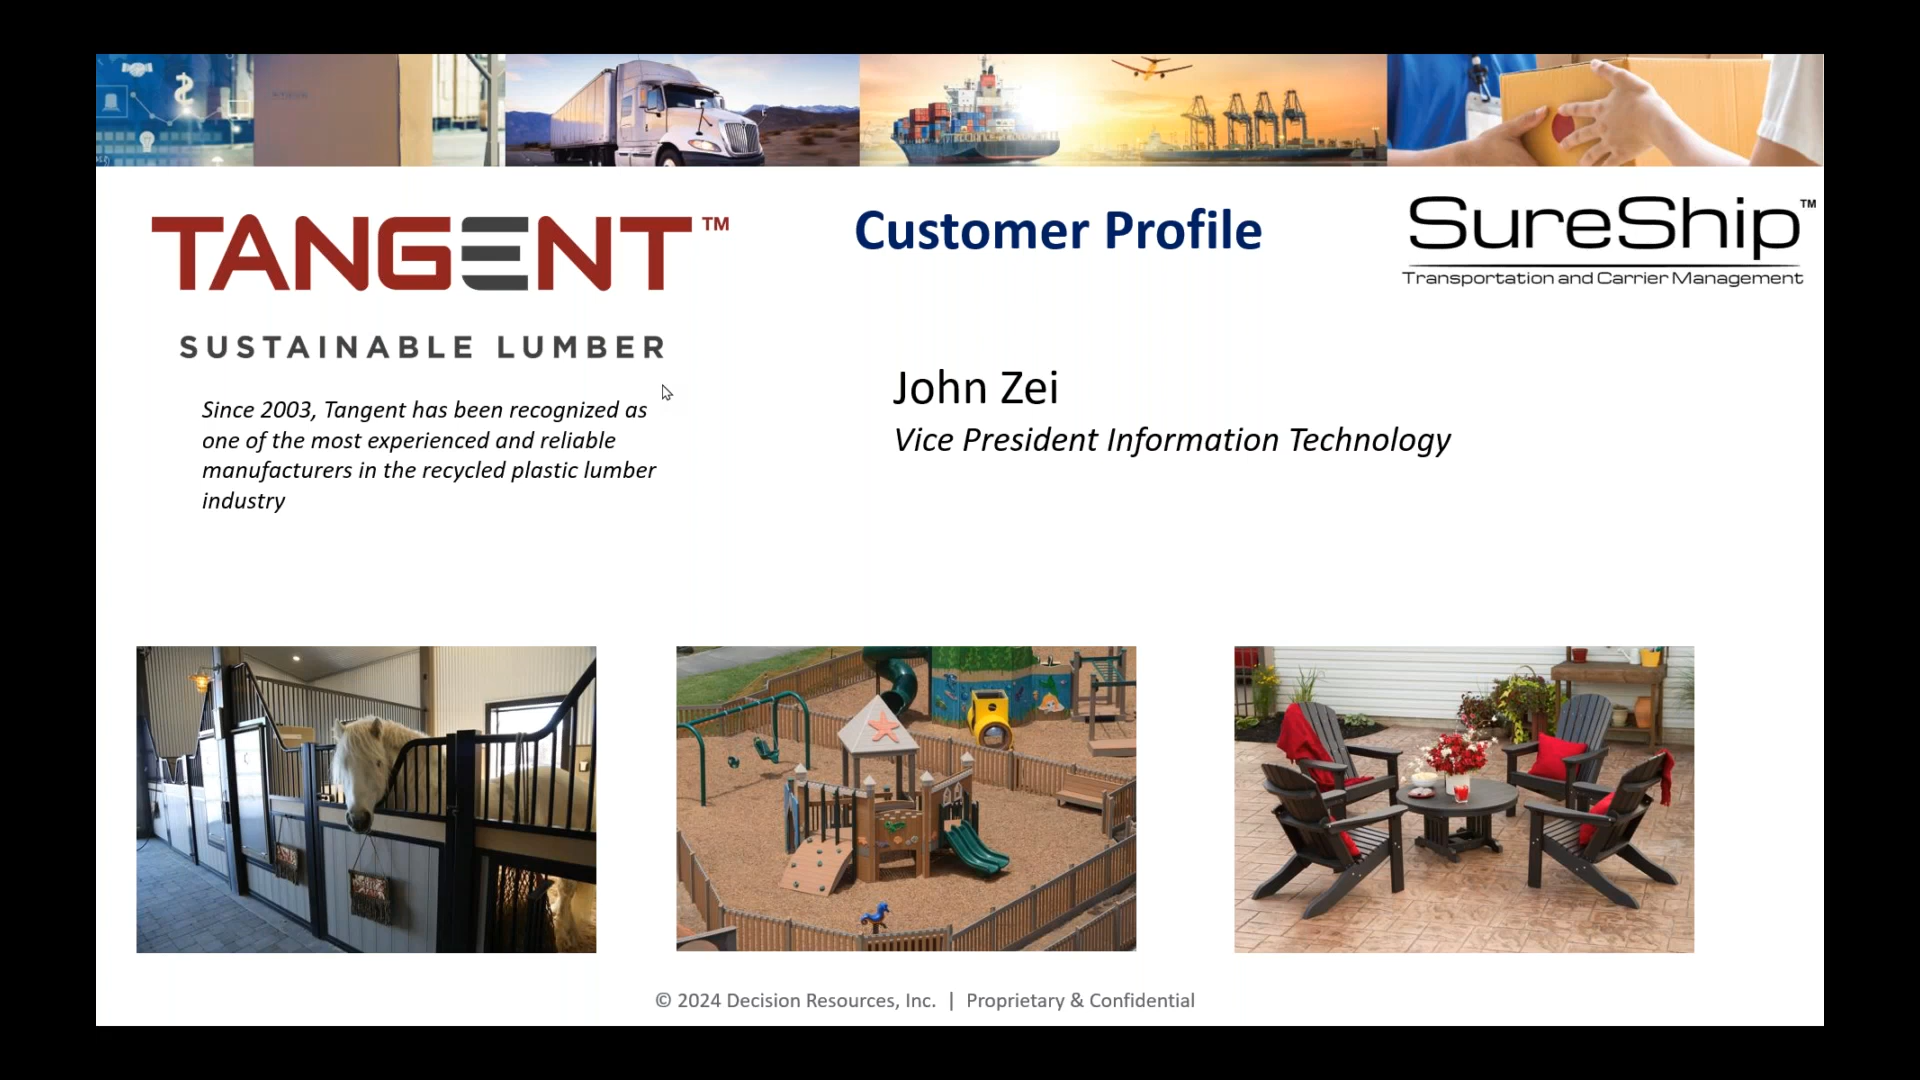 TANGENT™
SUSTAINABLE LUMBER
Since 2003, Tangent has been recognized as
one of the most experienced and reliable
manufacturers in the recycled plastic lumber
industry
Customer Profile
SureShip™
Transportation and Carrier Management
John Zei
Vice President Information Technology
© 2024 Decision Resources, Inc. | Proprietary & Confidential